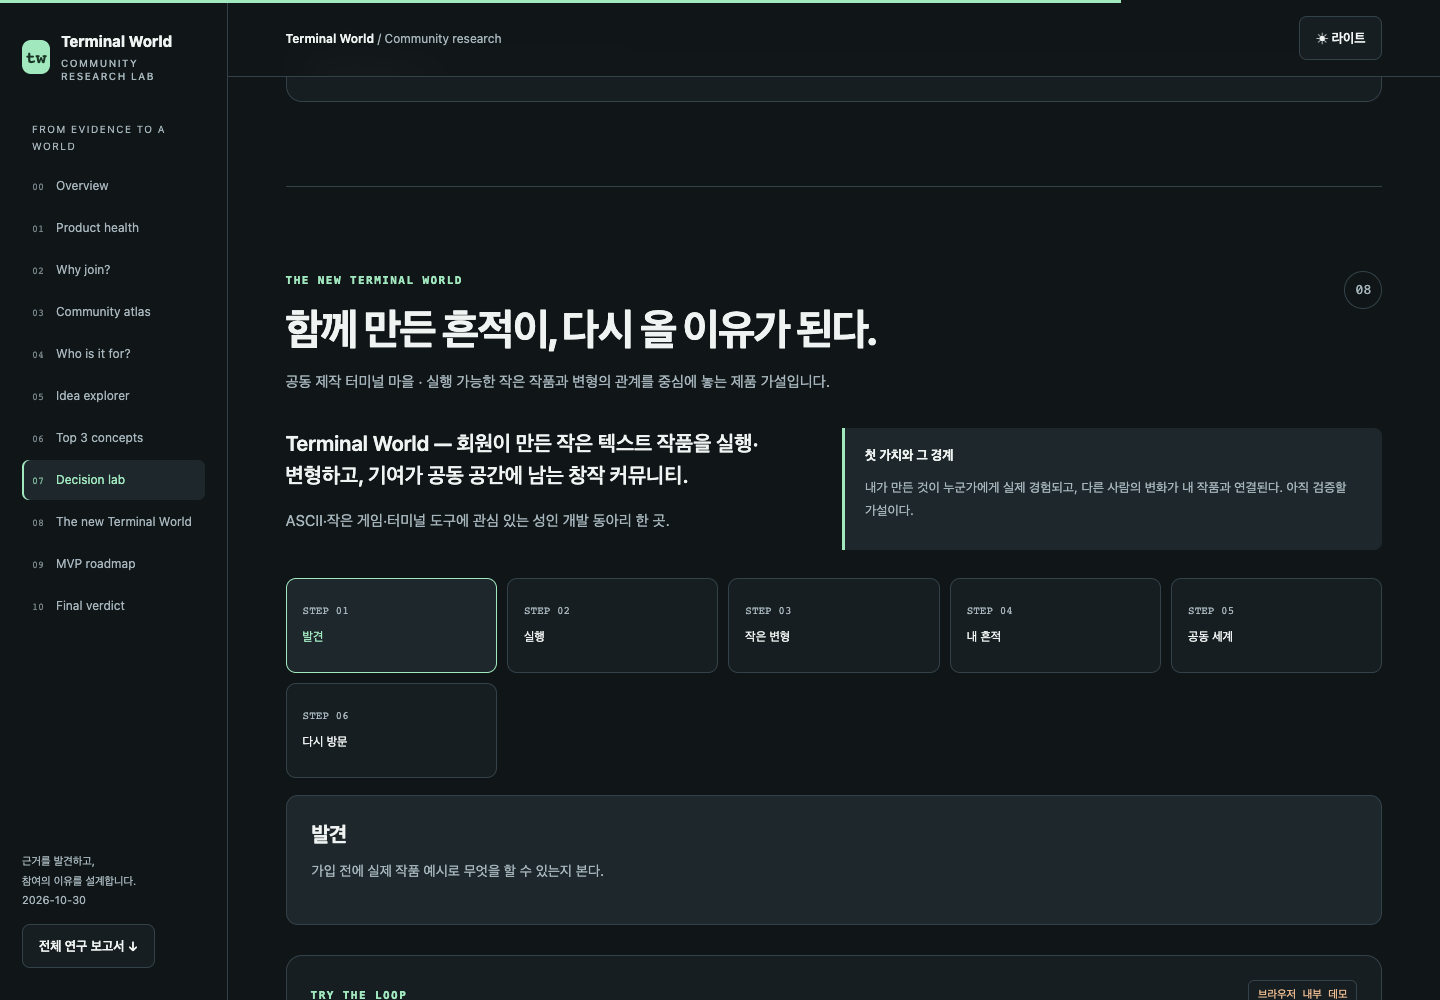 tw
Terminal World
COMMUNITY
RESEARCH LAB
FROM EVIDENCE TO A
WORLD
00 Overview
01 Product health
02 Why join?
03 Community atlas
04 Who is it for?
05 Idea explorer
06 Top 3 concepts
07 Decision lab
08 The new Terminal World
09 MVP roadmap
10 Final verdict
근거를 발견하고,
참여의 이유를 설계합니다.
2026-10-30
전체 연구 보고서 ↓
Terminal World / Community research
☀ 라이트
THE NEW TERMINAL WORLD
08
함께 만든 흔적이, 다시 올 이유가 된다.
공동 제작 터미널 마을 · 실행 가능한 작은 작품과 변형의 관계를 중심에 놓는 제품 가설입니다.
Terminal World — 회원이 만든 작은 텍스트 작품을 실행·
변형하고, 기여가 공동 공간에 남는 창작 커뮤니티.
ASCII·작은 게임·터미널 도구에 관심 있는 성인 개발 동아리 한 곳.
첫 가치와 그 경계
내가 만든 것이 누군가에게 실제 경험되고, 다른 사람의 변화가 내 작품과 연결된다. 아직 검증할
가설이다.
STEP 01
발견
STEP 02
실행
STEP 03
작은 변형
STEP 04
내 흔적
STEP 05
공동 세계
STEP 06
다시 방문
발견
가입 전에 실제 작품 예시로 무엇을 할 수 있는지 본다.
TRY THE LOOP
브라우저 내부 데모